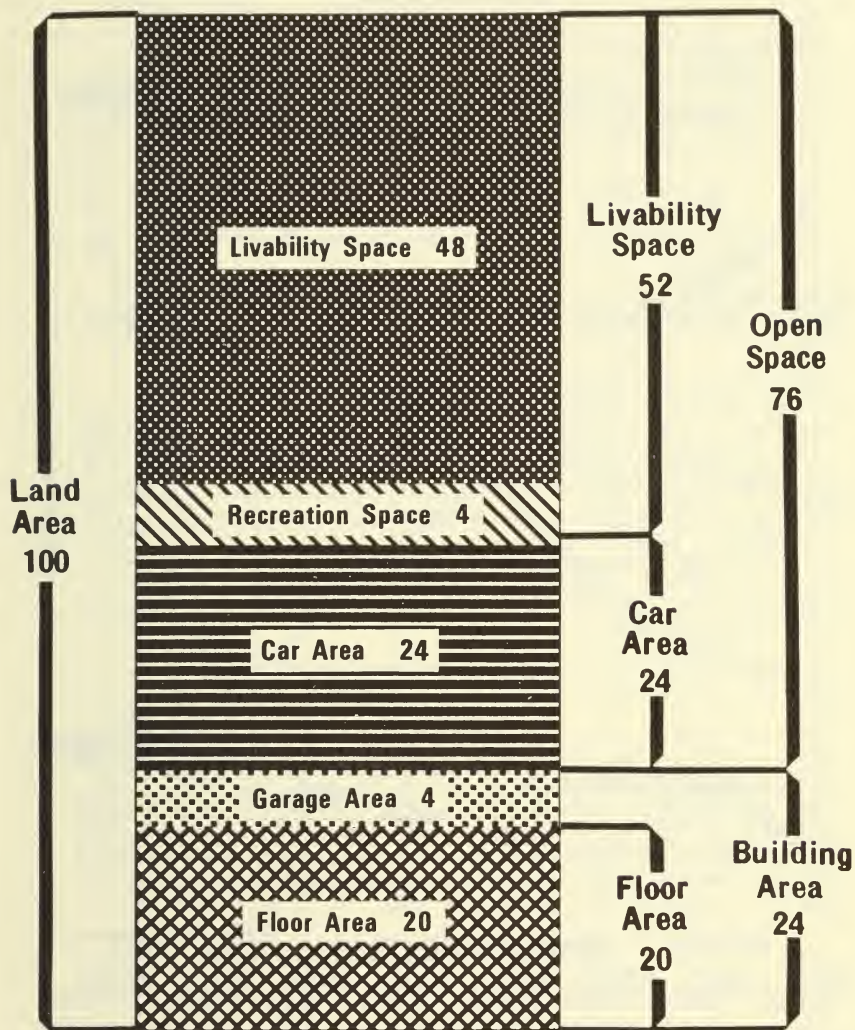 Livability Space 48
Recreation Space 4
Car Area 24
Garage Area 4
Floor Area 20
Land
Area
100
Livability
Space
52
Car
Area
24
Floor
Area
20
Open
Space
76
Building
Area
24